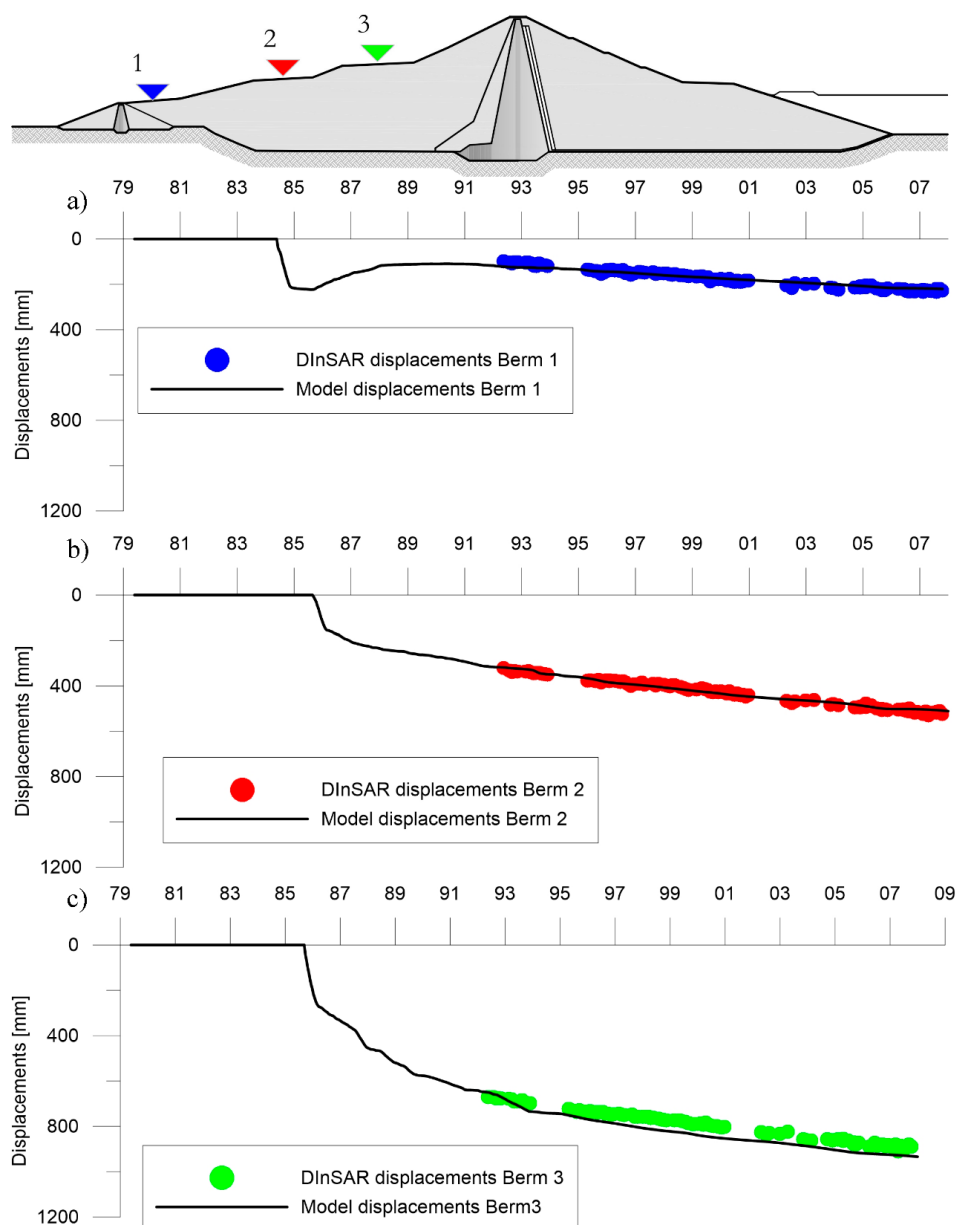 3
2
1
79 81 83 85 87 89 91 93 95 97 99 01 03 05 07
a)
0
400
800
1200
Displacements [mm]
DInSAR displacements Berm 1
Model displacements Berm 1
b)
79 81 83 85 87 89 91 93 95 97 99 01 03 05 07
0
400
800
1200
Displacements [mm]
DInSAR displacements Berm 2
Model displacements Berm 2
79 81 83 85 87 89 91 93 95 97 99 01 03 05 07 09
c)
0
400
800
1200
Displacements [mm]
DInSAR displacements Berm 3
Model displacements Berm3